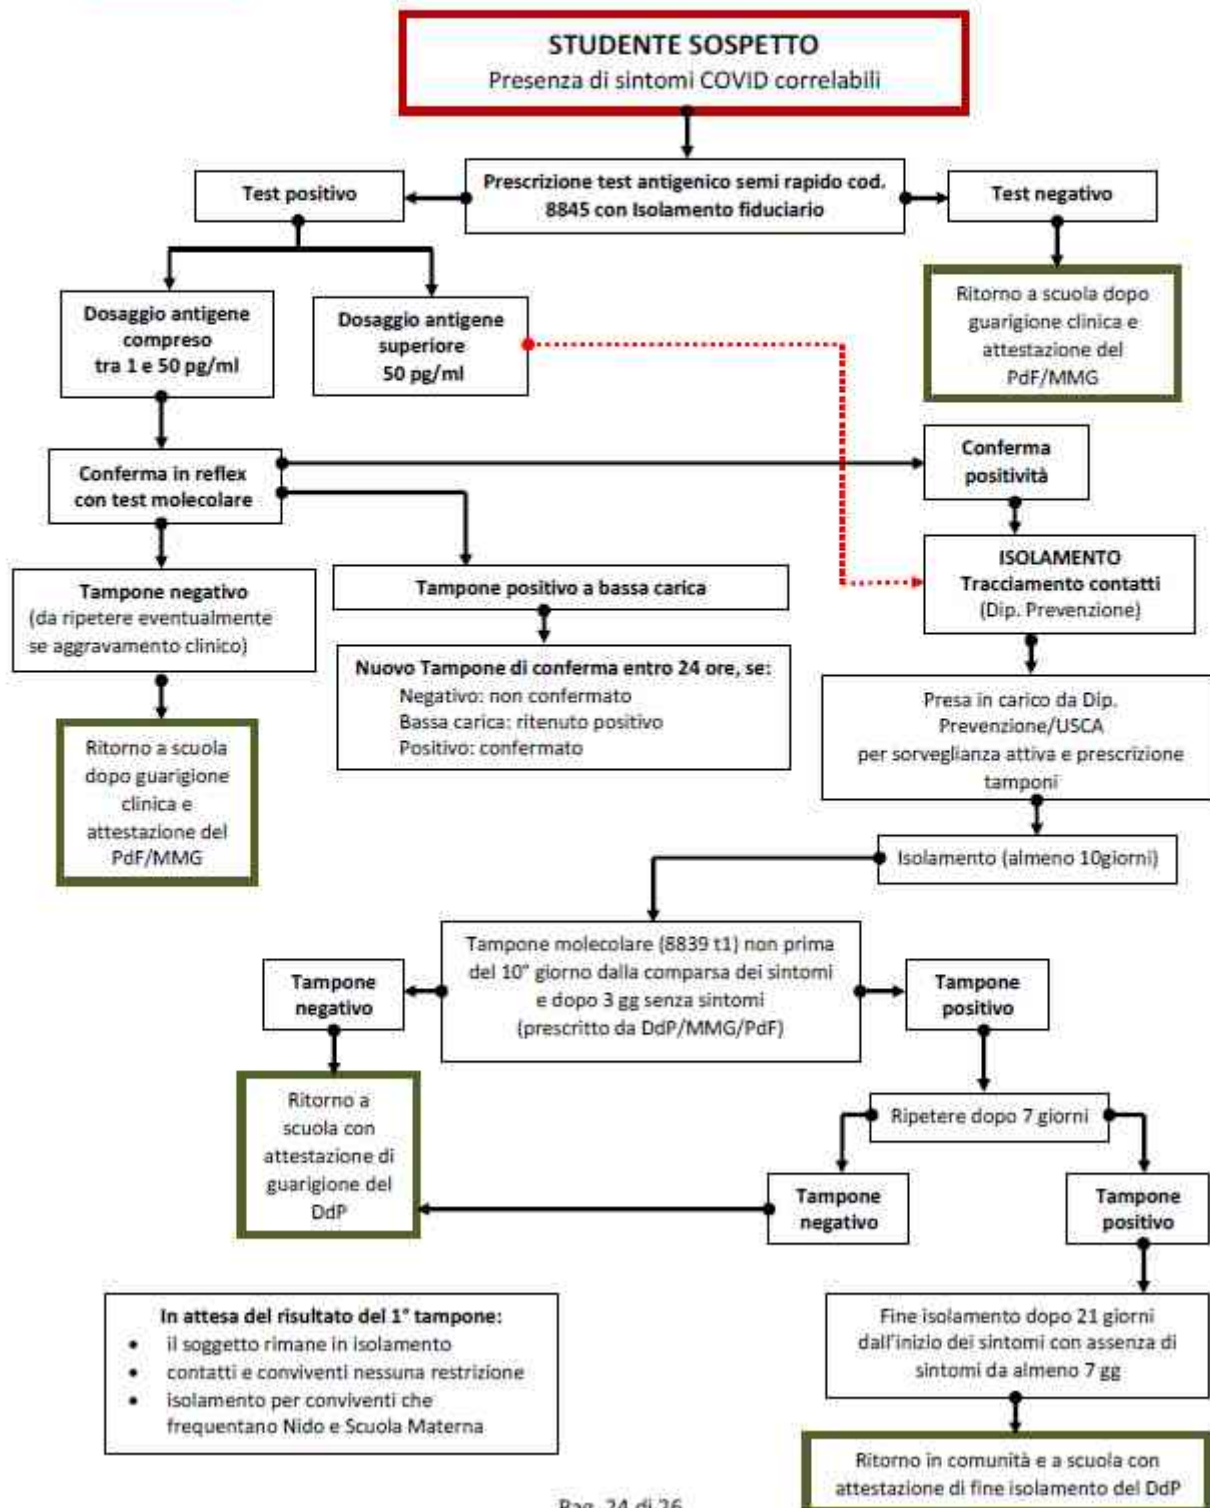 STUDENTE SOSPETTO
Presenza di sintomi COVID correlabili
Test positivo
Prescrizione test antigenico semi rapido cod.
8845 con Isolamento fiduciario
Test negativo
Dosaggio antigene
compreso
tra 1 e 50 pg/ml
Dosaggio antigene
superiore
50 pg/ml
Ritorno a scuola dopo
guarigione clinica e
attestazione del
PdF/MMG
Conferma in reflex
con test molecolare
Conferma
positività
Tampone negativo
(da ripetere eventualmente
se aggravamento clinico)
Tampone positivo a bassa carica
ISOLAMENTO
Tracciamento contatti
(Dip. Prevenzione)
Nuovo Tampone di conferma entro 24 ore, se:
Negativo: non confermato
Bassa carica: ritenuto positivo
Positivo: confermato
Presa in carico da Dip.
Prevenzione/USCA
per sorveglianza attiva e prescrizione
tamponi
Ritorno a scuola
dopo guarigione
clinica e
attestazione del
PdF/MMG
Isolamento (almeno 10giorni)
Tampone molecolare (8839 t1) non prima
del 10° giorno dalla comparsa dei sintomi
e dopo 3 gg senza sintomi
(prescritto da DdP/MMG/PdF)
Tampone
negativo
Tampone
positivo
Ritorno a
scuola con
attestazione di
guarigione del
DdP
Ripetere dopo 7 giorni
Tampone
negativo
Tampone
positivo
In attesa del risultato del 1° tampone:
• il soggetto rimane in isolamento
• contatti e conviventi nessuna restrizione
• isolamento per conviventi che
frequentano Nido e Scuola Materna
Fine isolamento dopo 21 giorni
dall'inizio dei sintomi con assenza di
sintomi da almeno 7 gg
Ritorno in comunità e a scuola con
attestazione di fine isolamento del DdP
Pag. 24 di 26